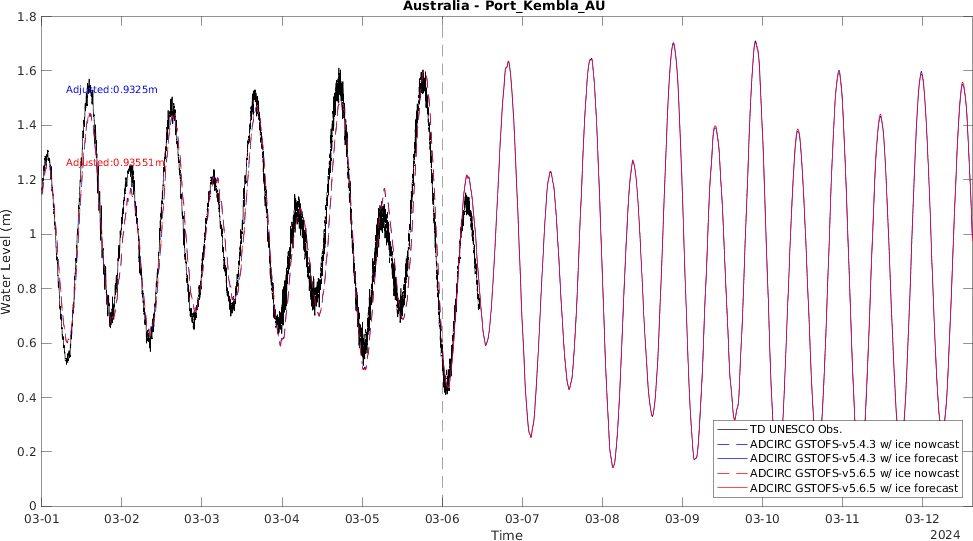 Australia - Port_Kembla_AU
1.8
1.6
1.4
1.2
1
0.8
0.6
0.4
0.2
0
Water Level (m)
Adjusted:0.9325m
Adjusted:0.93551m
TD UNESCO Obs.
ADCIRC GSTOFS-v5.4.3 w/ ice nowcast
ADCIRC GSTOFS-v5.4.3 w/ ice forecast
ADCIRC GSTOFS-v5.6.5 w/ ice nowcast
ADCIRC GSTOFS-v5.6.5 w/ ice forecast
03-01 03-02 03-03 03-04 03-05 03-06 03-07 03-08 03-09 03-10 03-11 03-12
Time
2024